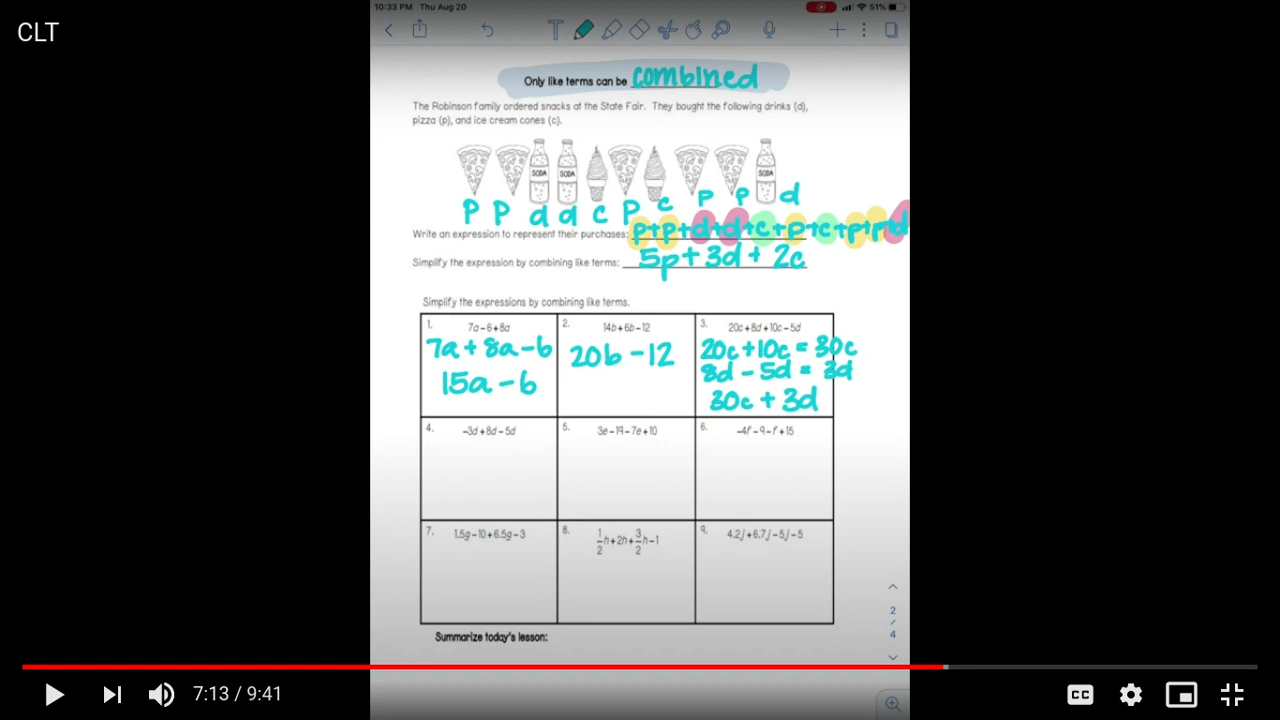 10:33 PM Thu Aug 20
51%
CLT
Only like terms can be combined
The Robinson family ordered snacks at the State Fair. They bought the following drinks (d),
pizza (p), and ice cream cones (c).
SODA SODA SODA
P P d d c p c p p d
Write an expression to represent their purchases: p+p+d+d+c+p+c+p+p+d
Simplify the expression by combining like terms: 5p + 3d + 2c
Simplify the expressions by combining like terms.
1. 7a – 6 + 8a
7a + 8a – 6
15a – 6
2. 14b + 6b – 12
20b – 12
3. 20c + 8d + 10c – 5d
20c + 10c = 30c
8d – 5d = 3d
30c + 3d
4. –3d + 8d – 5d
5. 3e – 19 – 7e + 10
6. –4f – 9 – f + 15
7. 1.5g – 10 + 6.5g – 3
8. 1/2 h + 2h + 3/2 h – 1
9. 4.2j + 6.7j – 5j – 5
2
/
4
Summarize today's lesson:
7:13 / 9:41
CC